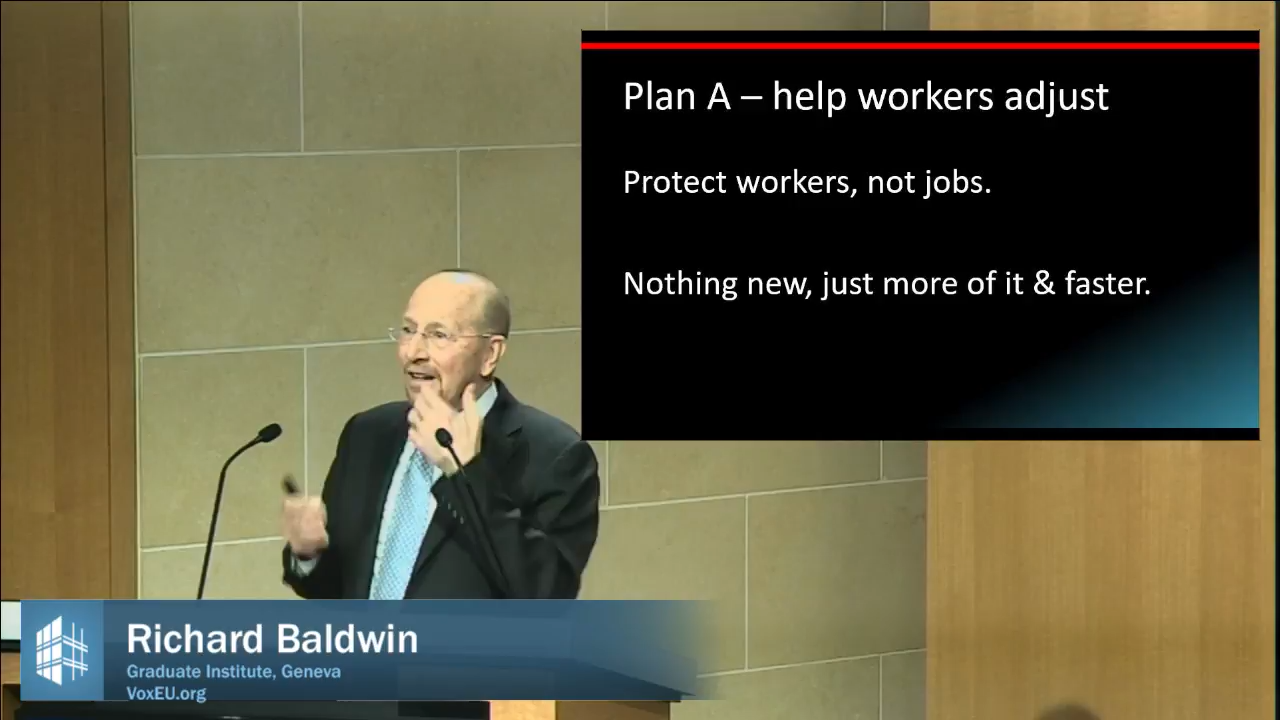 Plan A – help workers adjust
Protect workers, not jobs.
Nothing new, just more of it & faster.
Richard Baldwin
Graduate Institute, Geneva
VoxEU.org